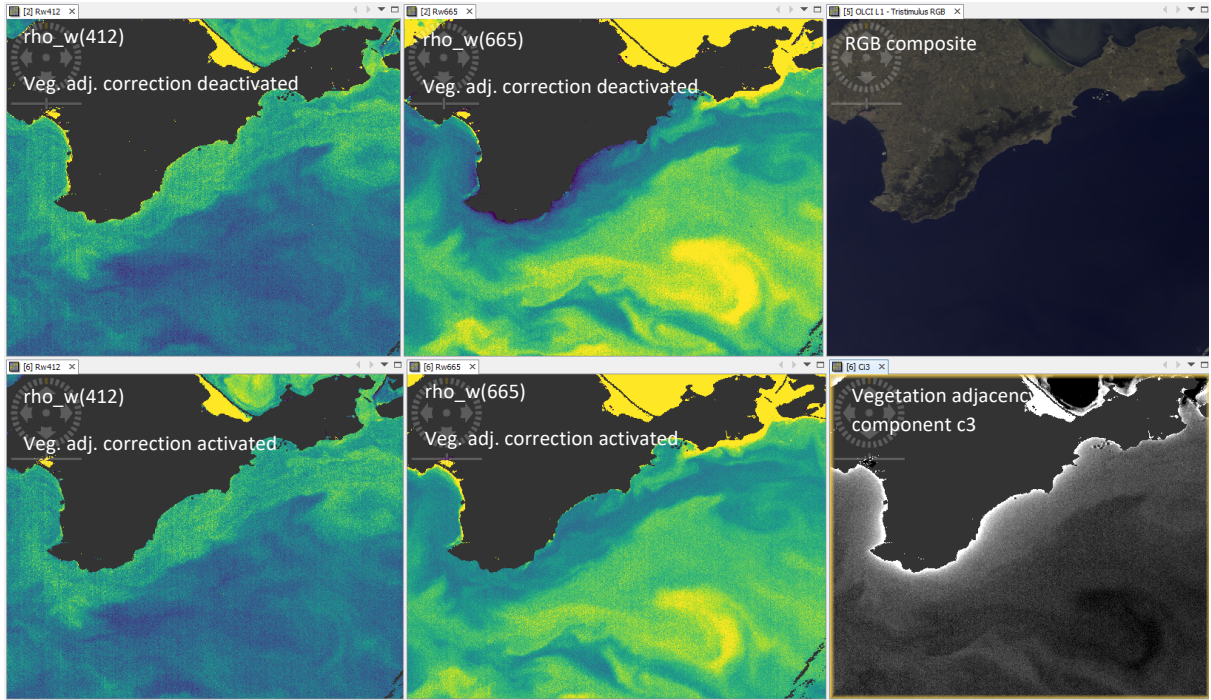 [2] Rw412
rho_w(412)
Veg. adj. correction deactivated
[2] Rw665
rho_w(665)
Veg. adj. correction deactivated
[5] OLCI L1 - Tristimulus RGB
RGB composite
[6] Rw412
rho_w(412)
Veg. adj. correction activated
[6] Rw665
rho_w(665)
Veg. adj. correction activated
[6] Ci3
Vegetation adjacency
component c3